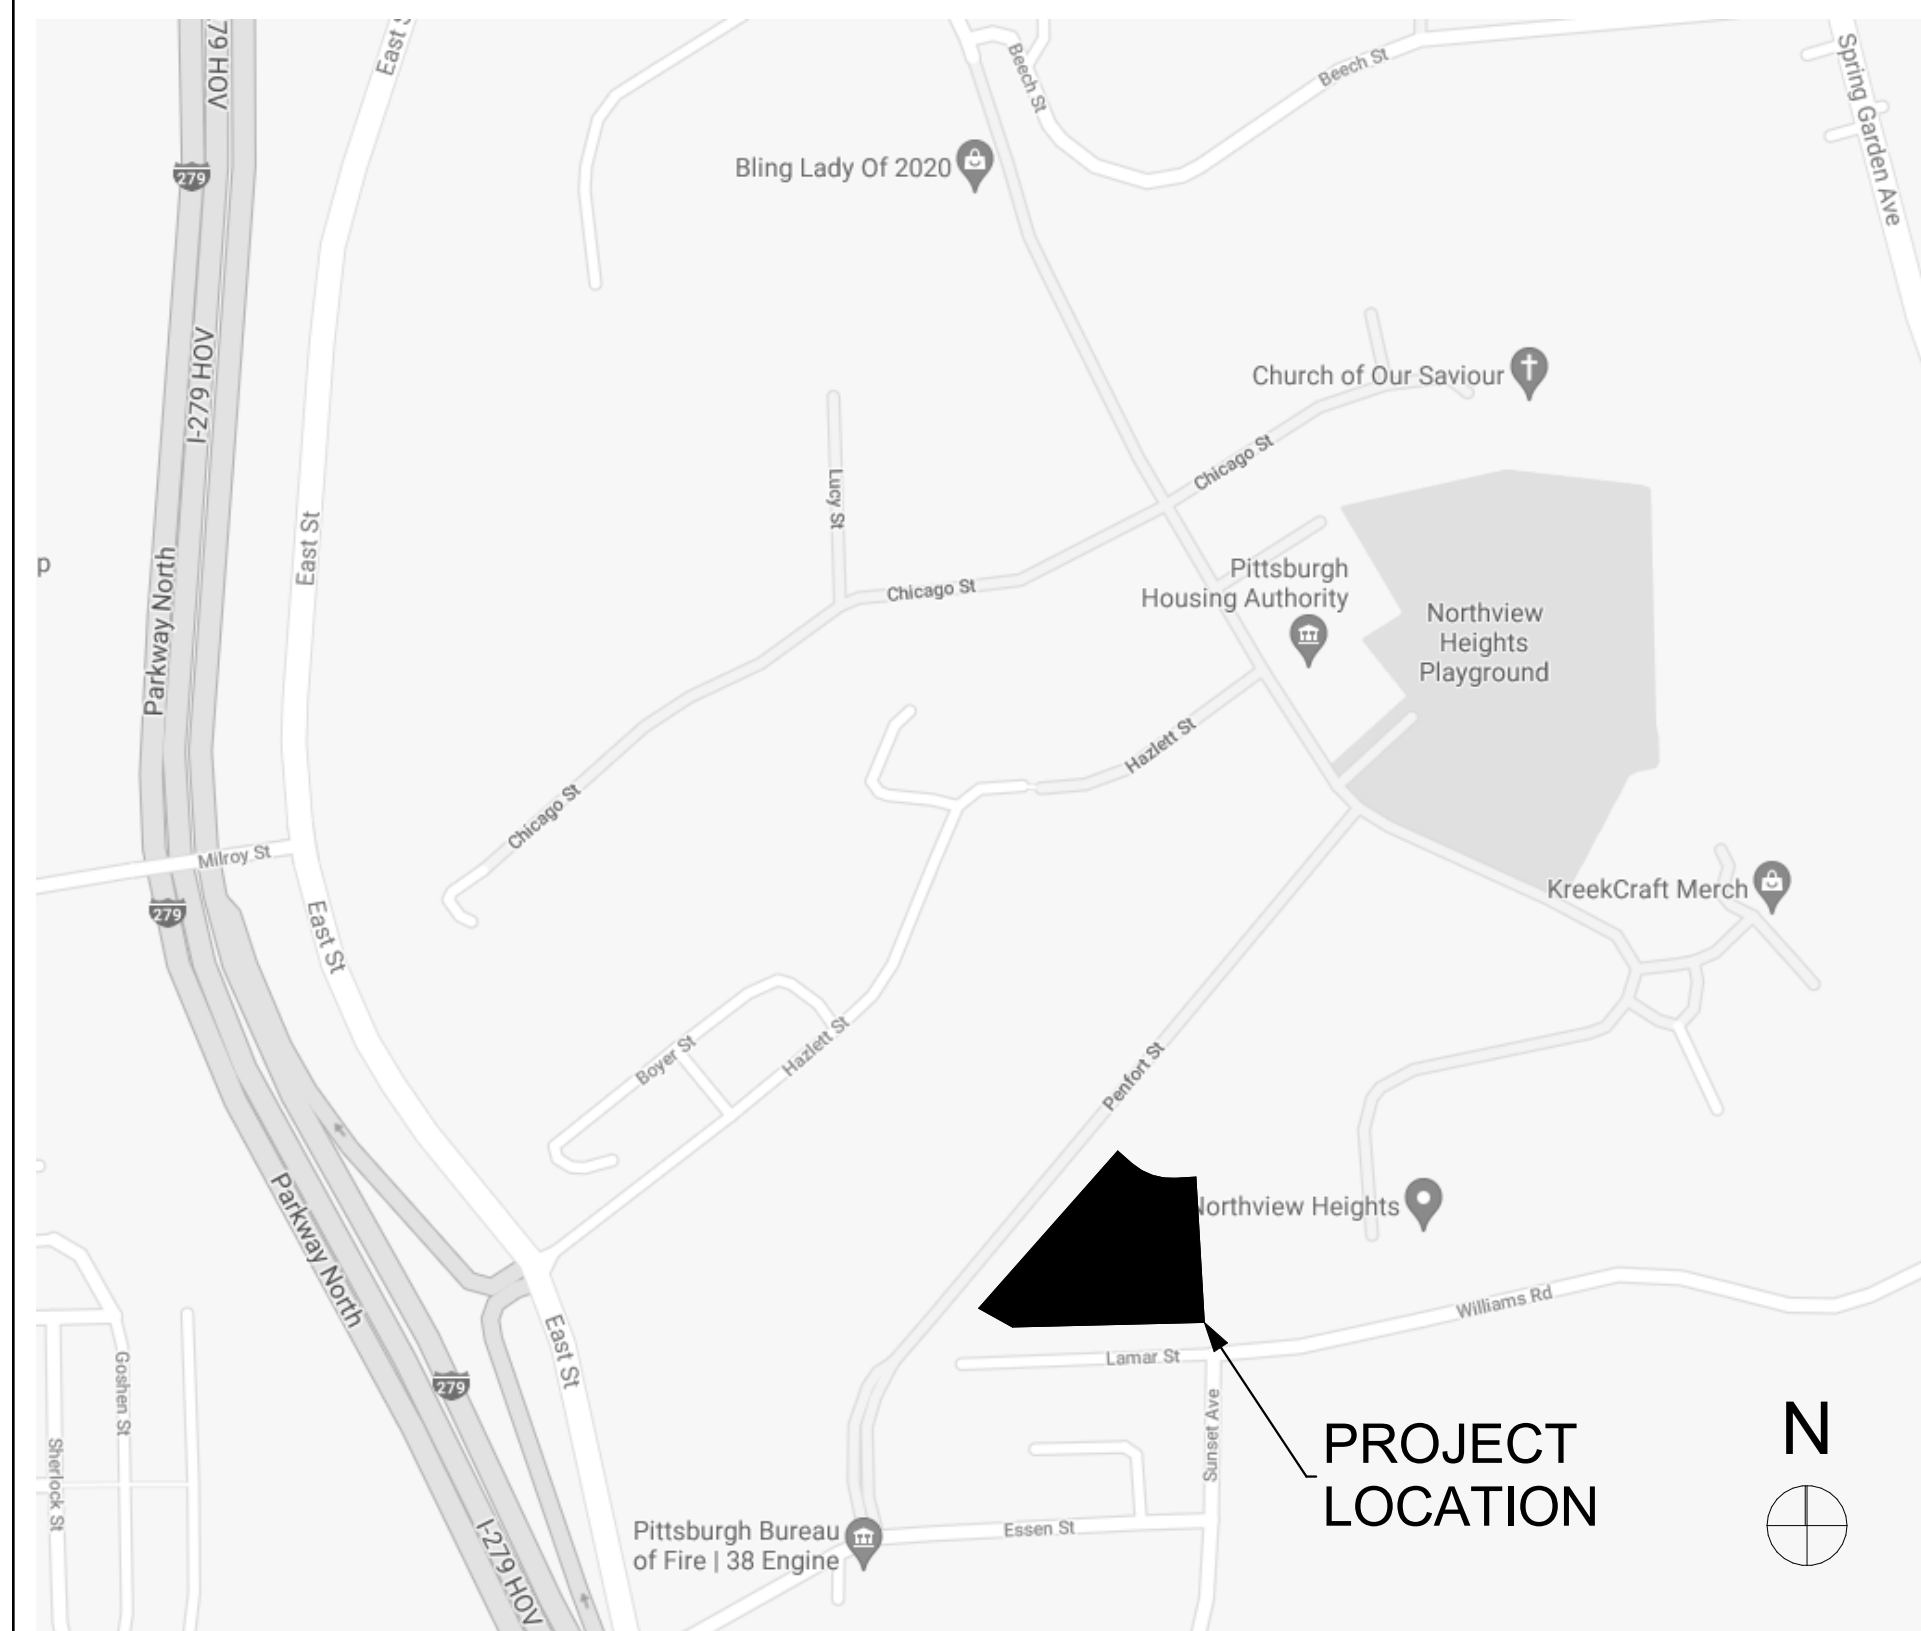 279 HOV
East S
Beech St
Beech St
Spring Garden Ave
Bling Lady Of 2020
279
I-279 HOV
Church of Our Saviour
Chicago St
Lucy St
East St
Parkway North
p
Chicago St
Pittsburgh
Housing Authority
Northview
Heights
Playground
Hazlett St
Chicago St
Milroy St
279
East St
KreekCraft Merch
Boyer St
Hazlett St
Penfort St
Parkway North
Northview Heights
Williams Rd
East St
Lamar St
Goshen St
279
Sunset Ave
N
PROJECT
LOCATION
Sherlock St
I-279 HOV
Pittsburgh Bureau
of Fire | 38 Engine
Essen St